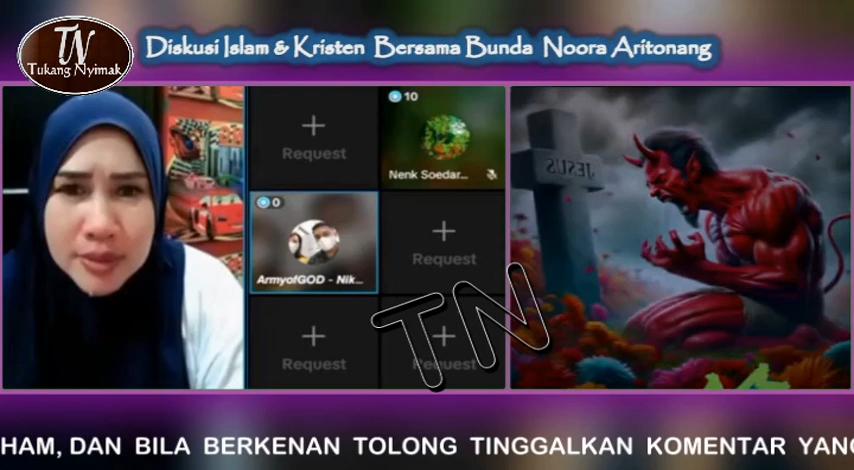 TN
Tukang Nyimak
Diskusi Islam & Kristen Bersama Bunda Noora Aritonang
Request
10
Nenk Soedar...
0
ArmyofGOD - Nik...
Request
Request
Request
TN
JESUS
HAM, DAN BILA BERKENAN TOLONG TINGGALKAN KOMENTAR YANG